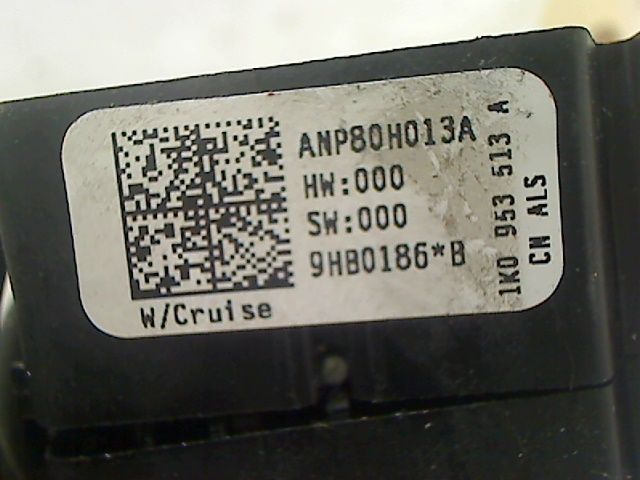 ANP80H013A
HW:000
SW:000
9HB0186*B
W/Cruise
1K0 953 513 A
CN ALS